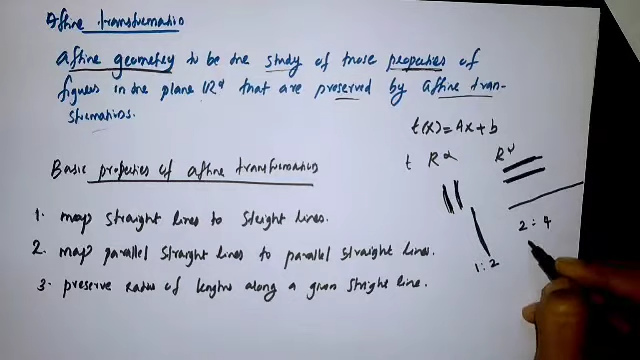 Affine transformation
Affine geometry to be the study of those properties of
figures in the plane R² that are preserved by affine tran-
sformations.
t(x) = Ax + b
t R² R²
Basic properties of affine transformations
1. map straight lines to straight lines.
2 : 4
2. map parallel straight lines to parallel straight lines.
1 : 2
3. preserve ratios of lengths along a given straight line.